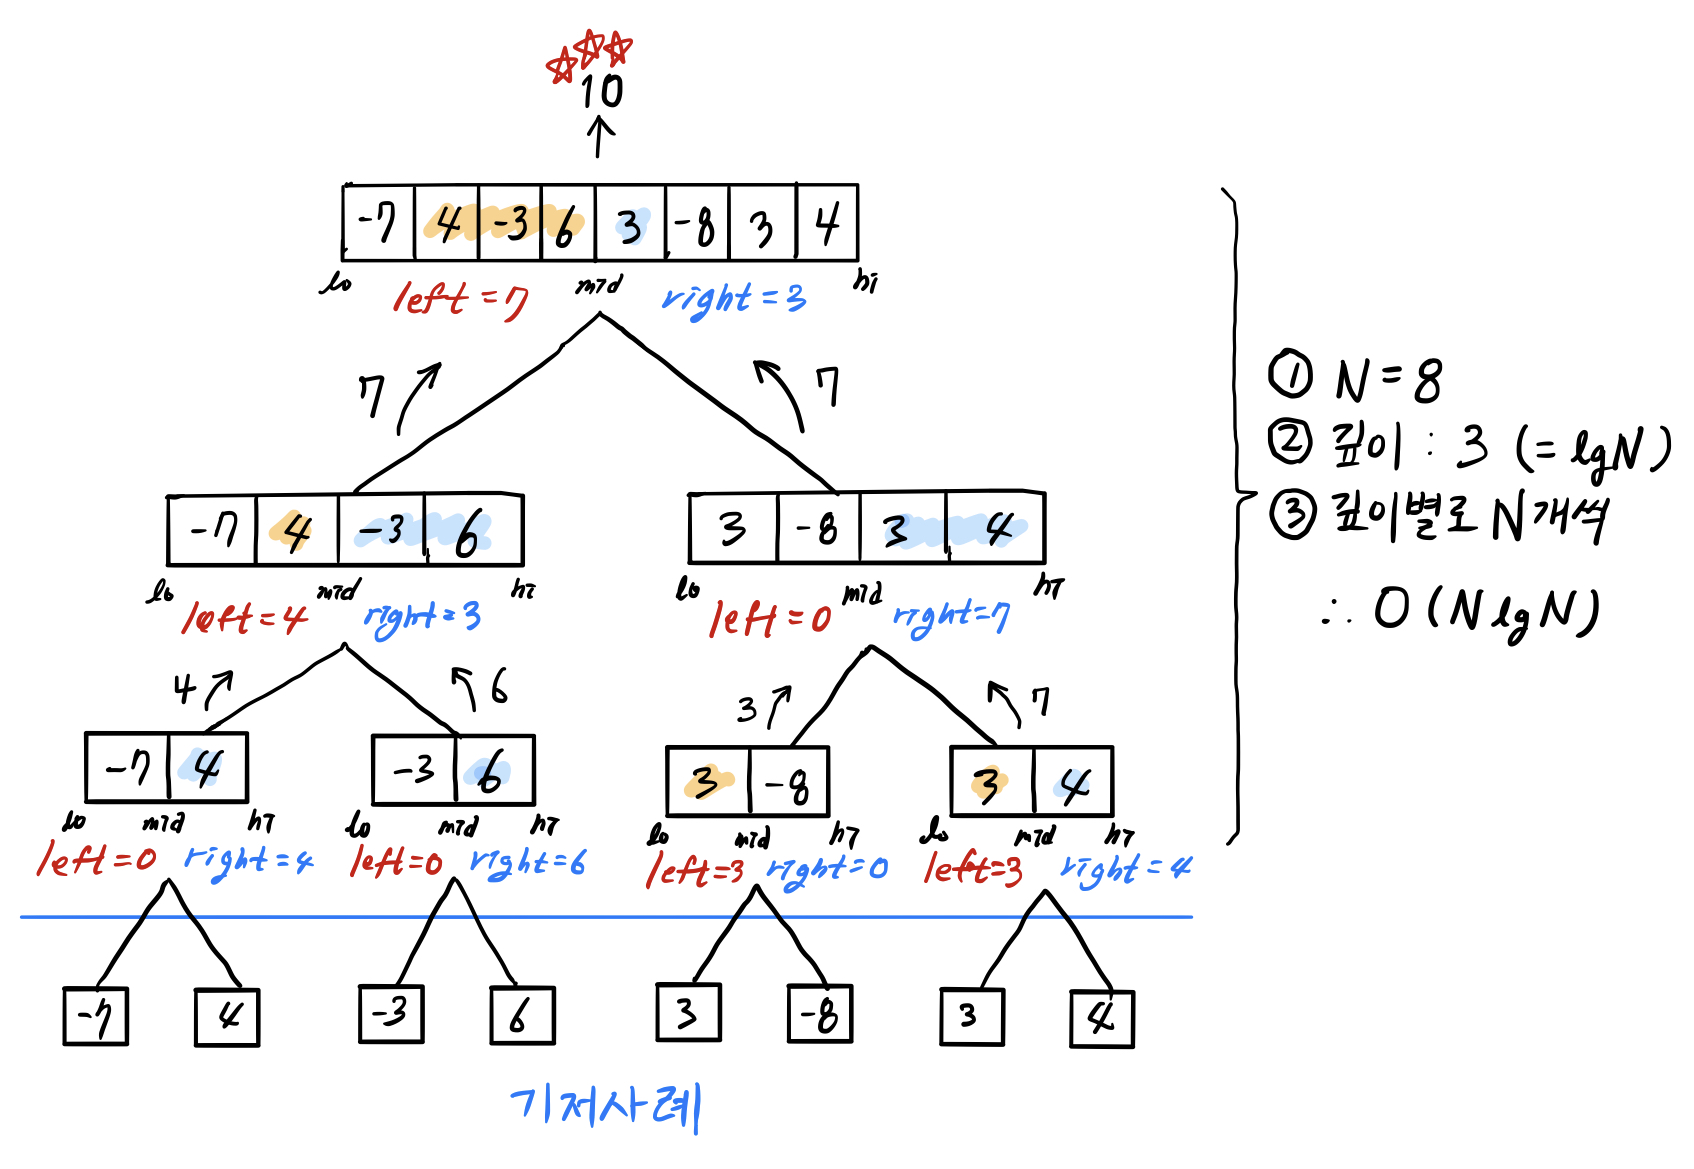 10
-7 4 -3 6 3 -8 3 4
lo mid hi
left = 7 right = 3
7 7
-7 4 -3 6 3 -8 3 4
lo mid hi lo mid hi
left = 4 right = 3 left = 0 right = 7
4 6 3 7
-7 4 -3 6 3 -8 3 4
lo mid hi lo mid hi lo mid hi lo mid hi
left = 0 right = 4 left = 0 right = 6 left = 3 right = 0 left = 3 right = 4
-7 4 -3 6 3 -8 3 4
기저사례
① N = 8
② 깊이 : 3 (= lgN)
③ 깊이별로 N개씩
∴ O (N lg N)